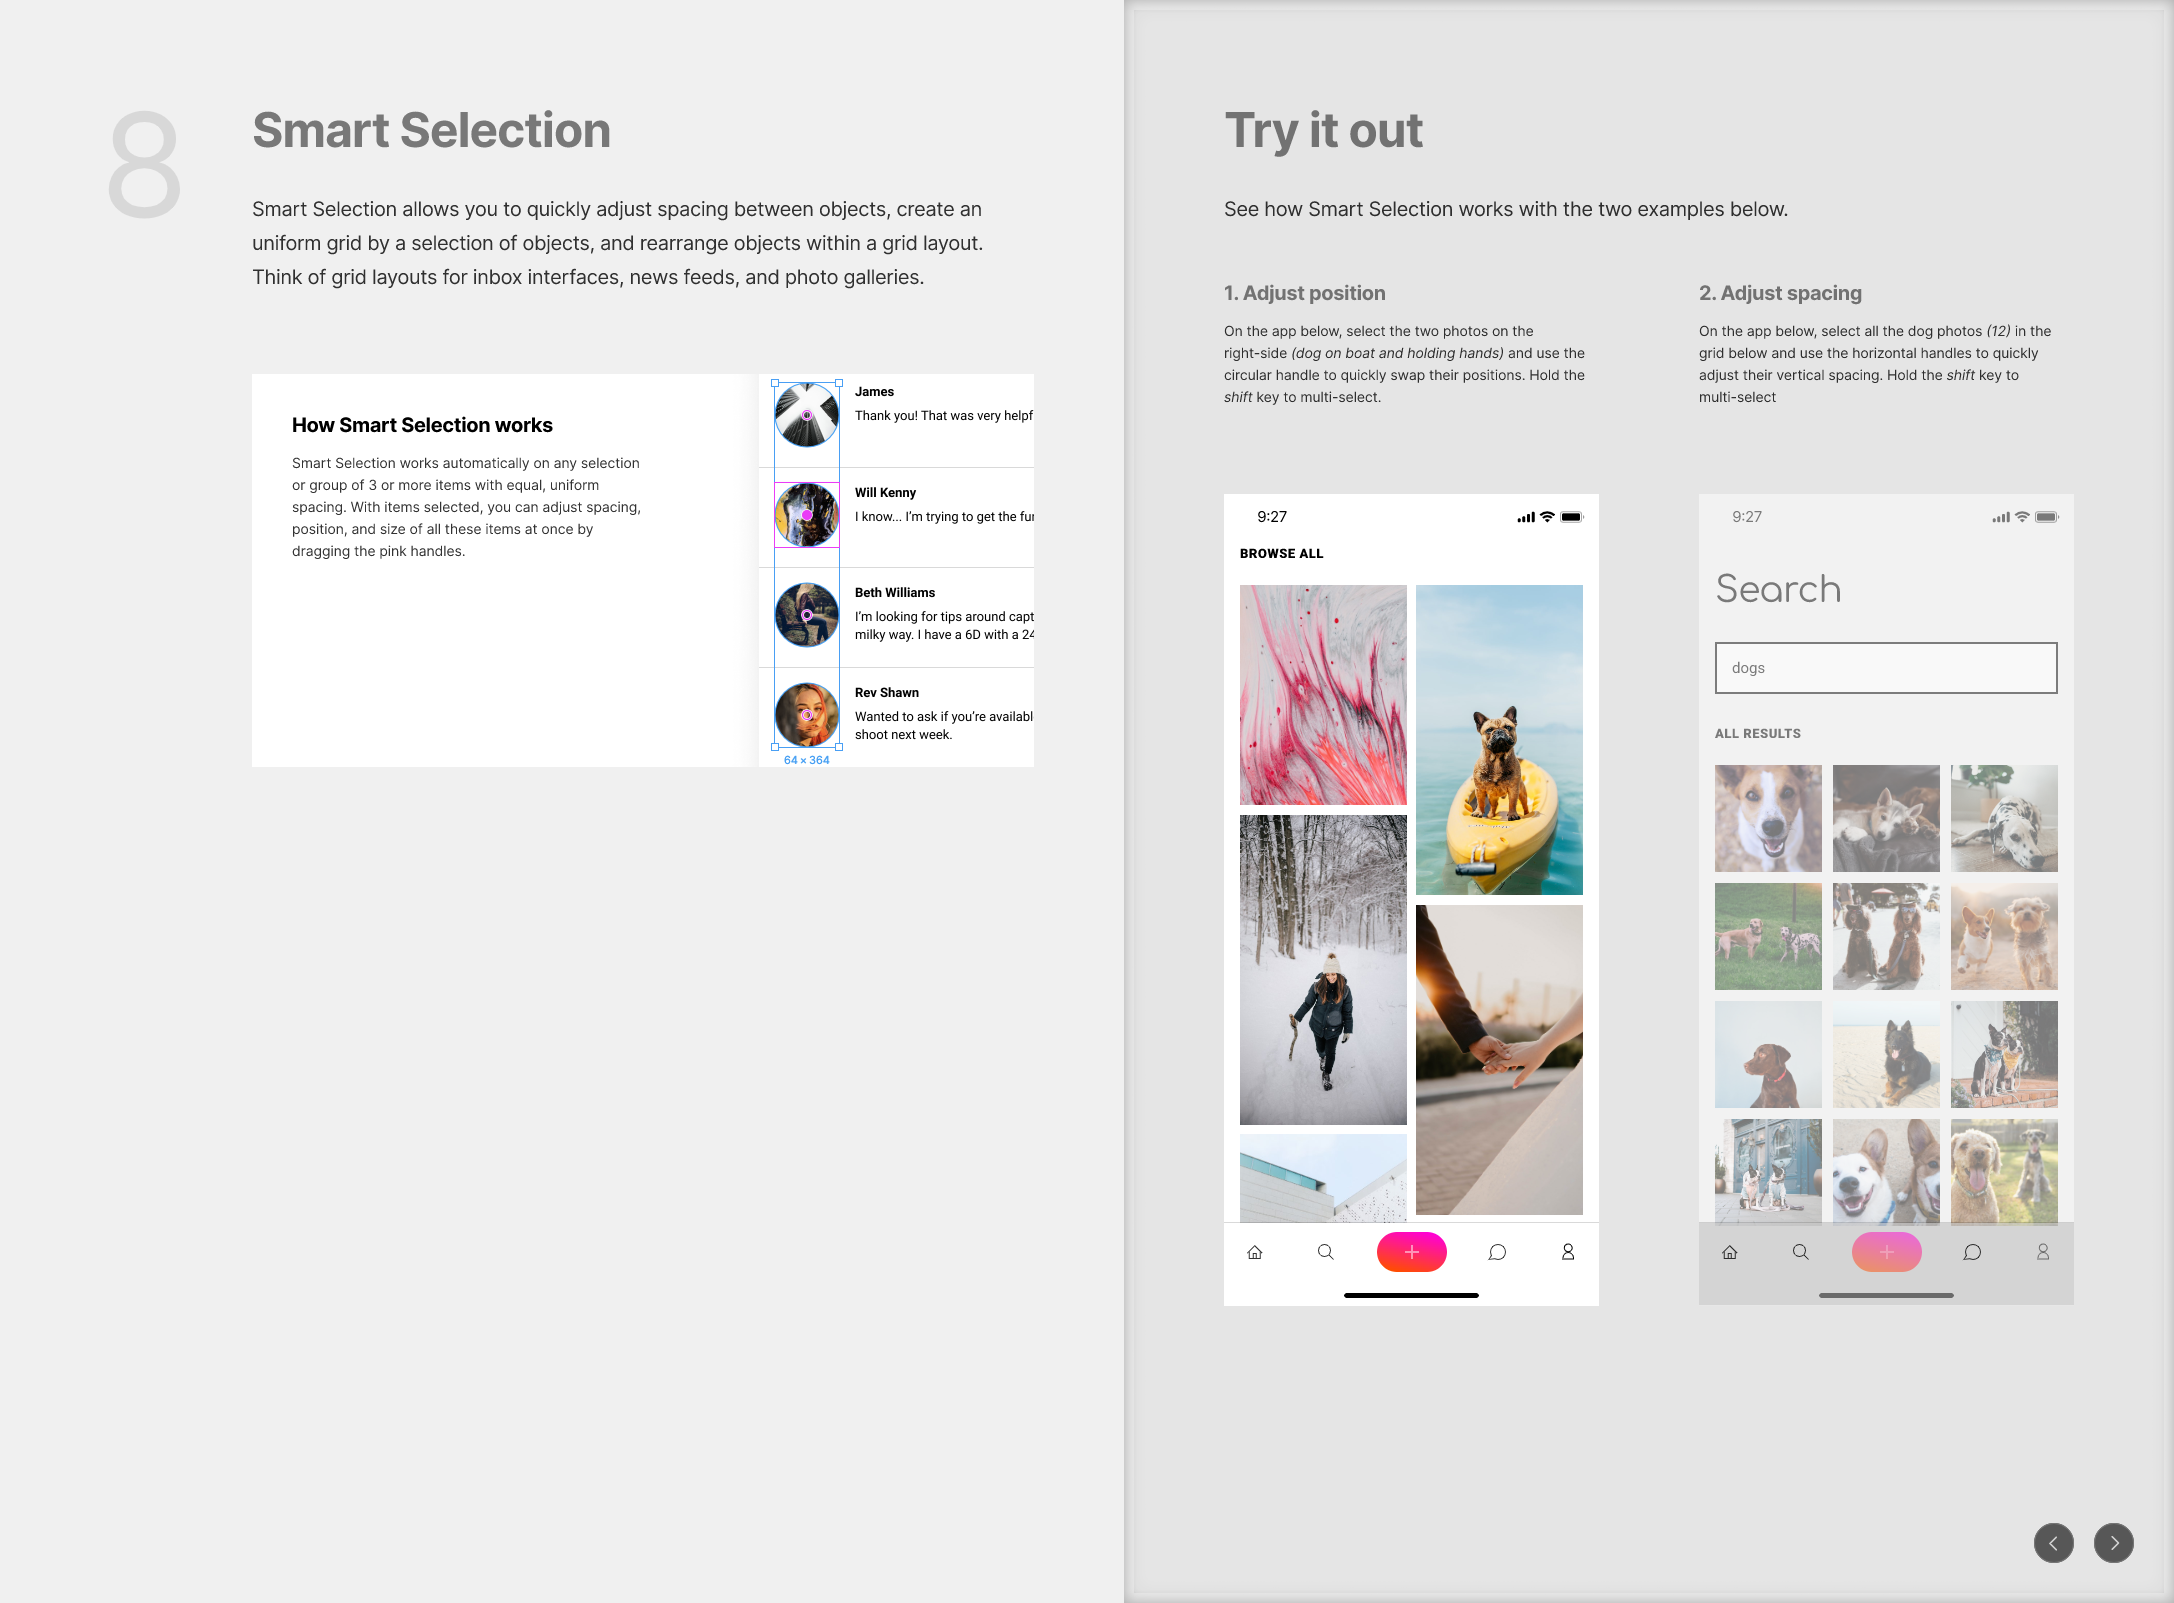 8
Smart Selection
Smart Selection allows you to quickly adjust spacing between objects, create an
uniform grid by a selection of objects, and rearrange objects within a grid layout.
Think of grid layouts for inbox interfaces, news feeds, and photo galleries.
How Smart Selection works
Smart Selection works automatically on any selection
or group of 3 or more items with equal, uniform
spacing. With items selected, you can adjust spacing,
position, and size of all these items at once by
dragging the pink handles.
James
Thank you! That was very helpf
Will Kenny
I know... I'm trying to get the fu
Beth Williams
I'm looking for tips around capt
milky way. I have a 6D with a 24
Rev Shawn
Wanted to ask if you're availabl
shoot next week.
64 × 364
Try it out
See how Smart Selection works with the two examples below.
1. Adjust position
On the app below, select the two photos on the
right-side (dog on boat and holding hands) and use the
circular handle to quickly swap their positions. Hold the
shift key to multi-select.
9:27
BROWSE ALL
2. Adjust spacing
On the app below, select all the dog photos (12) in the
grid below and use the horizontal handles to quickly
adjust their vertical spacing. Hold the shift key to
multi-select
9:27
Search
dogs
ALL RESULTS